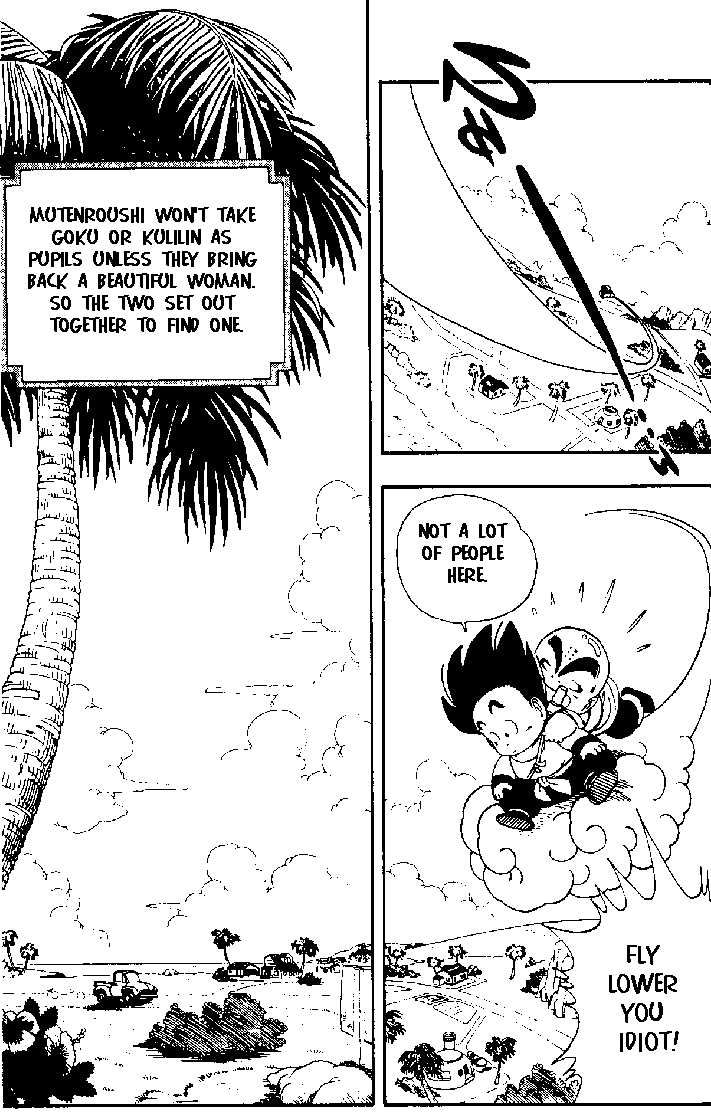 MUTENROUSHI WON'T TAKE
GOKU OR KULILIN AS
PUPILS UNLESS THEY BRING
BACK A BEAUTIFUL WOMAN.
SO THE TWO SET OUT
TOGETHER TO FIND ONE.
NOT A LOT
OF PEOPLE
HERE.
FLY
LOWER
YOU
IDIOT!